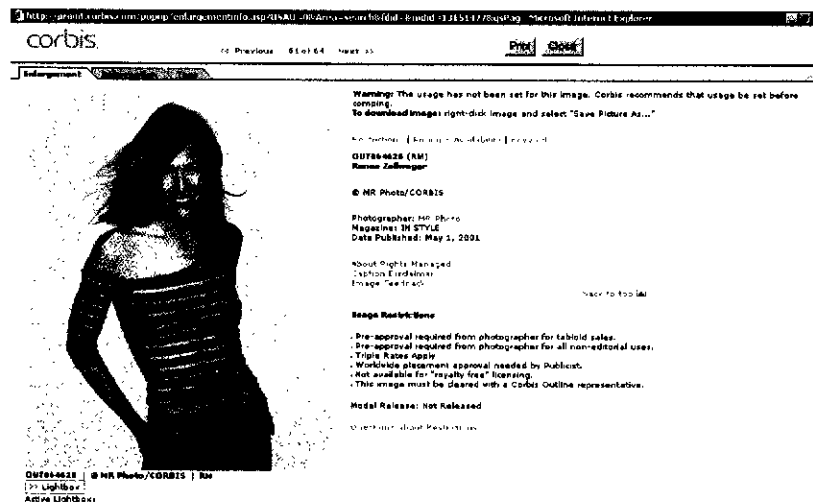 corbis
<< Previous 61 of 64 Next >>
Print Close
Enlargement
Warning: The usage has not been set for this image. Corbis recommends that usage be set before
comping.
To download image: right-click image and select "Save Picture As..."
OUT864628 (RM)
Renee Zellweger
© MR Photo/CORBIS
Photographer: MR Photo
Magazine: IN STYLE
Date Published: May 1, 2001
About Rights Managed
Caption Disclaimer
Image Feedback
back to top
Image Restrictions
. Pre-approval required from photographer for tabloid sales.
. Pre-approval required from photographer for all non-editorial uses.
. Triple Rates Apply
. Worldwide placement approval needed by Publicist.
. Not available for "royalty free" licensing.
. This image must be cleared with a Corbis Outline representative.
Model Release: Not Released
OUT864628 | © MR Photo/CORBIS | RM
>> Lightbox
Active Lightbox: